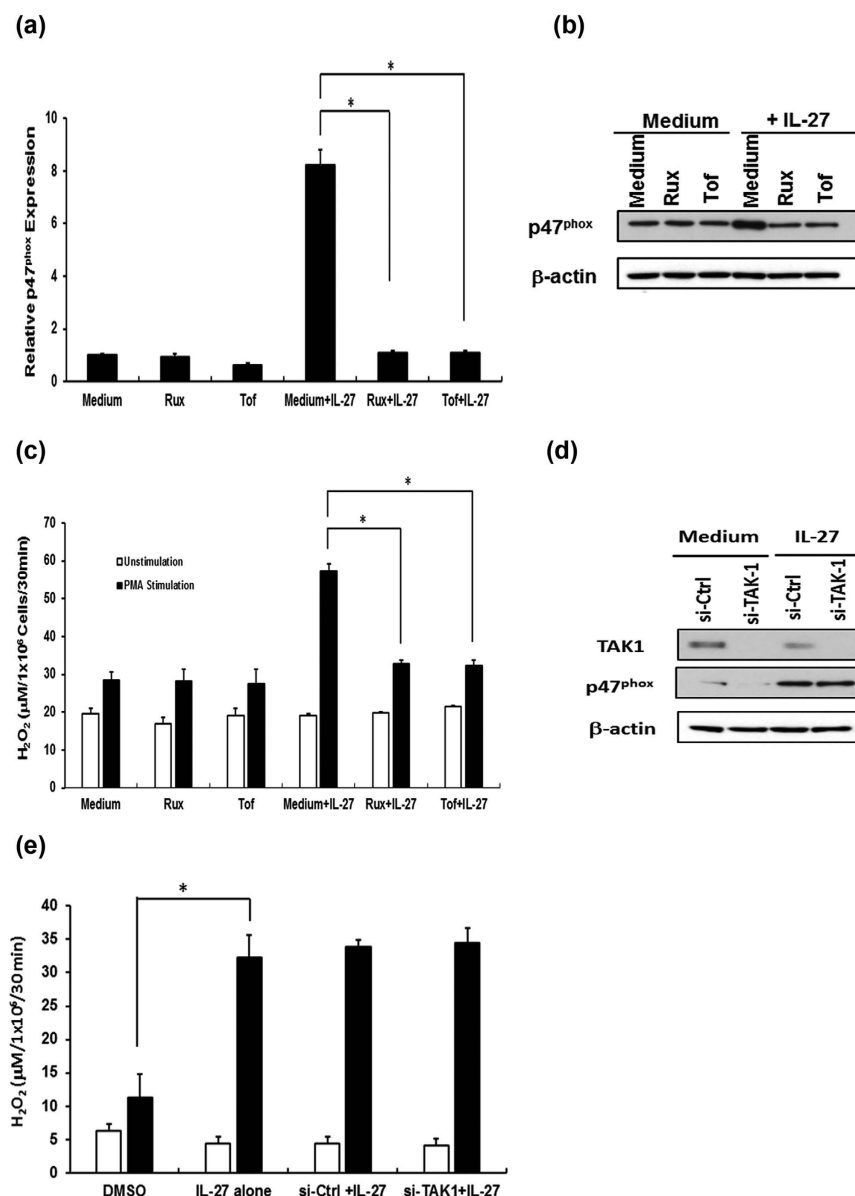 (a)
Relative p47phox Expression
10
8
6
4
2
0
*
*
Medium
Rux
Tof
Medium+IL-27
Rux+IL-27
Tof+IL-27
(b)
Medium
+ IL-27
Medium
Rux
Tof
Medium
Rux
Tof
p47phox
β-actin
(c)
H2O2 (µM/1x10⁶ Cells/30min)
70
60
50
40
30
20
10
0
Unstimulation
PMA Stimulation
*
*
Medium
Rux
Tof
Medium+IL-27
Rux+IL-27
Tof+IL-27
(d)
Medium
IL-27
si-Ctrl
si-TAK-1
si-Ctrl
si-TAK-1
TAK1
p47phox
β-actin
(e)
H2O2 (µM/1x10⁶/30 min)
40
35
30
25
20
15
10
5
0
*
DMSO
IL-27 alone
si-Ctrl +IL-27
si-TAK1+IL-27